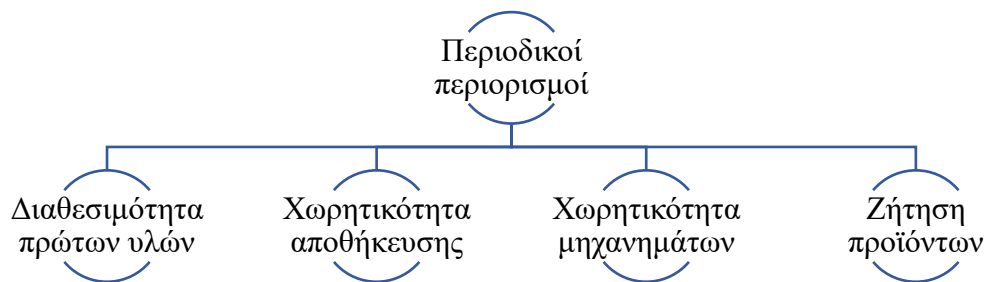 Περιοδικοί
περιορισμοί
Διαθεσιμότητα
πρώτων υλών
Χωρητικότητα
αποθήκευσης
Χωρητικότητα
μηχανημάτων
Ζήτηση
προϊόντων